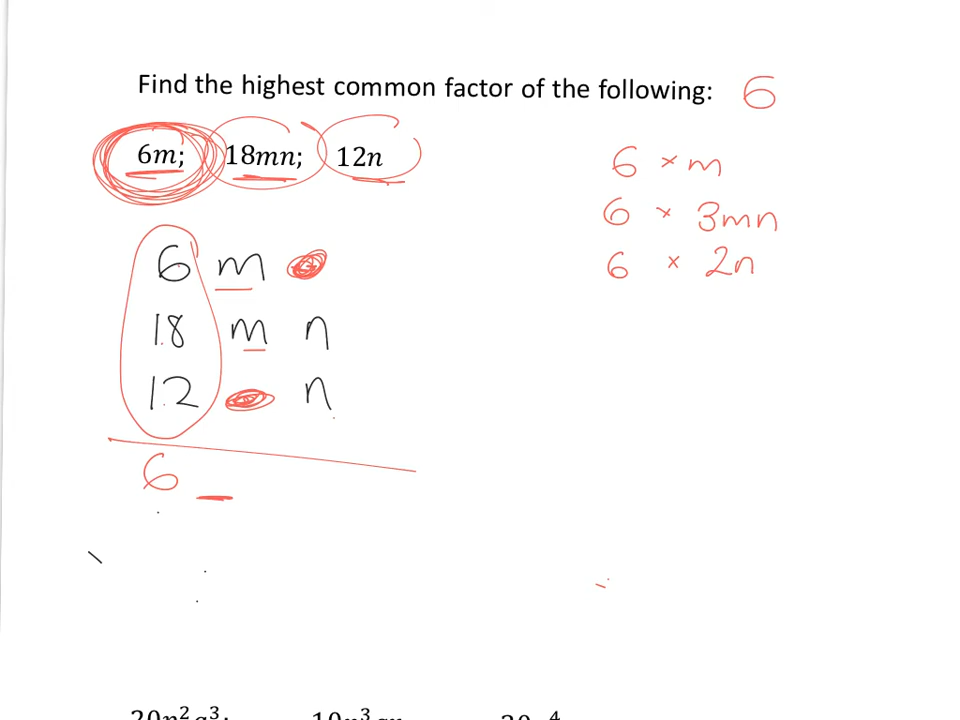 Find the highest common factor of the following: 6
6m; 18mn; 12n
6 × m
6 × 3mn
6 × 2n
6 m
18 m n
12 n
6